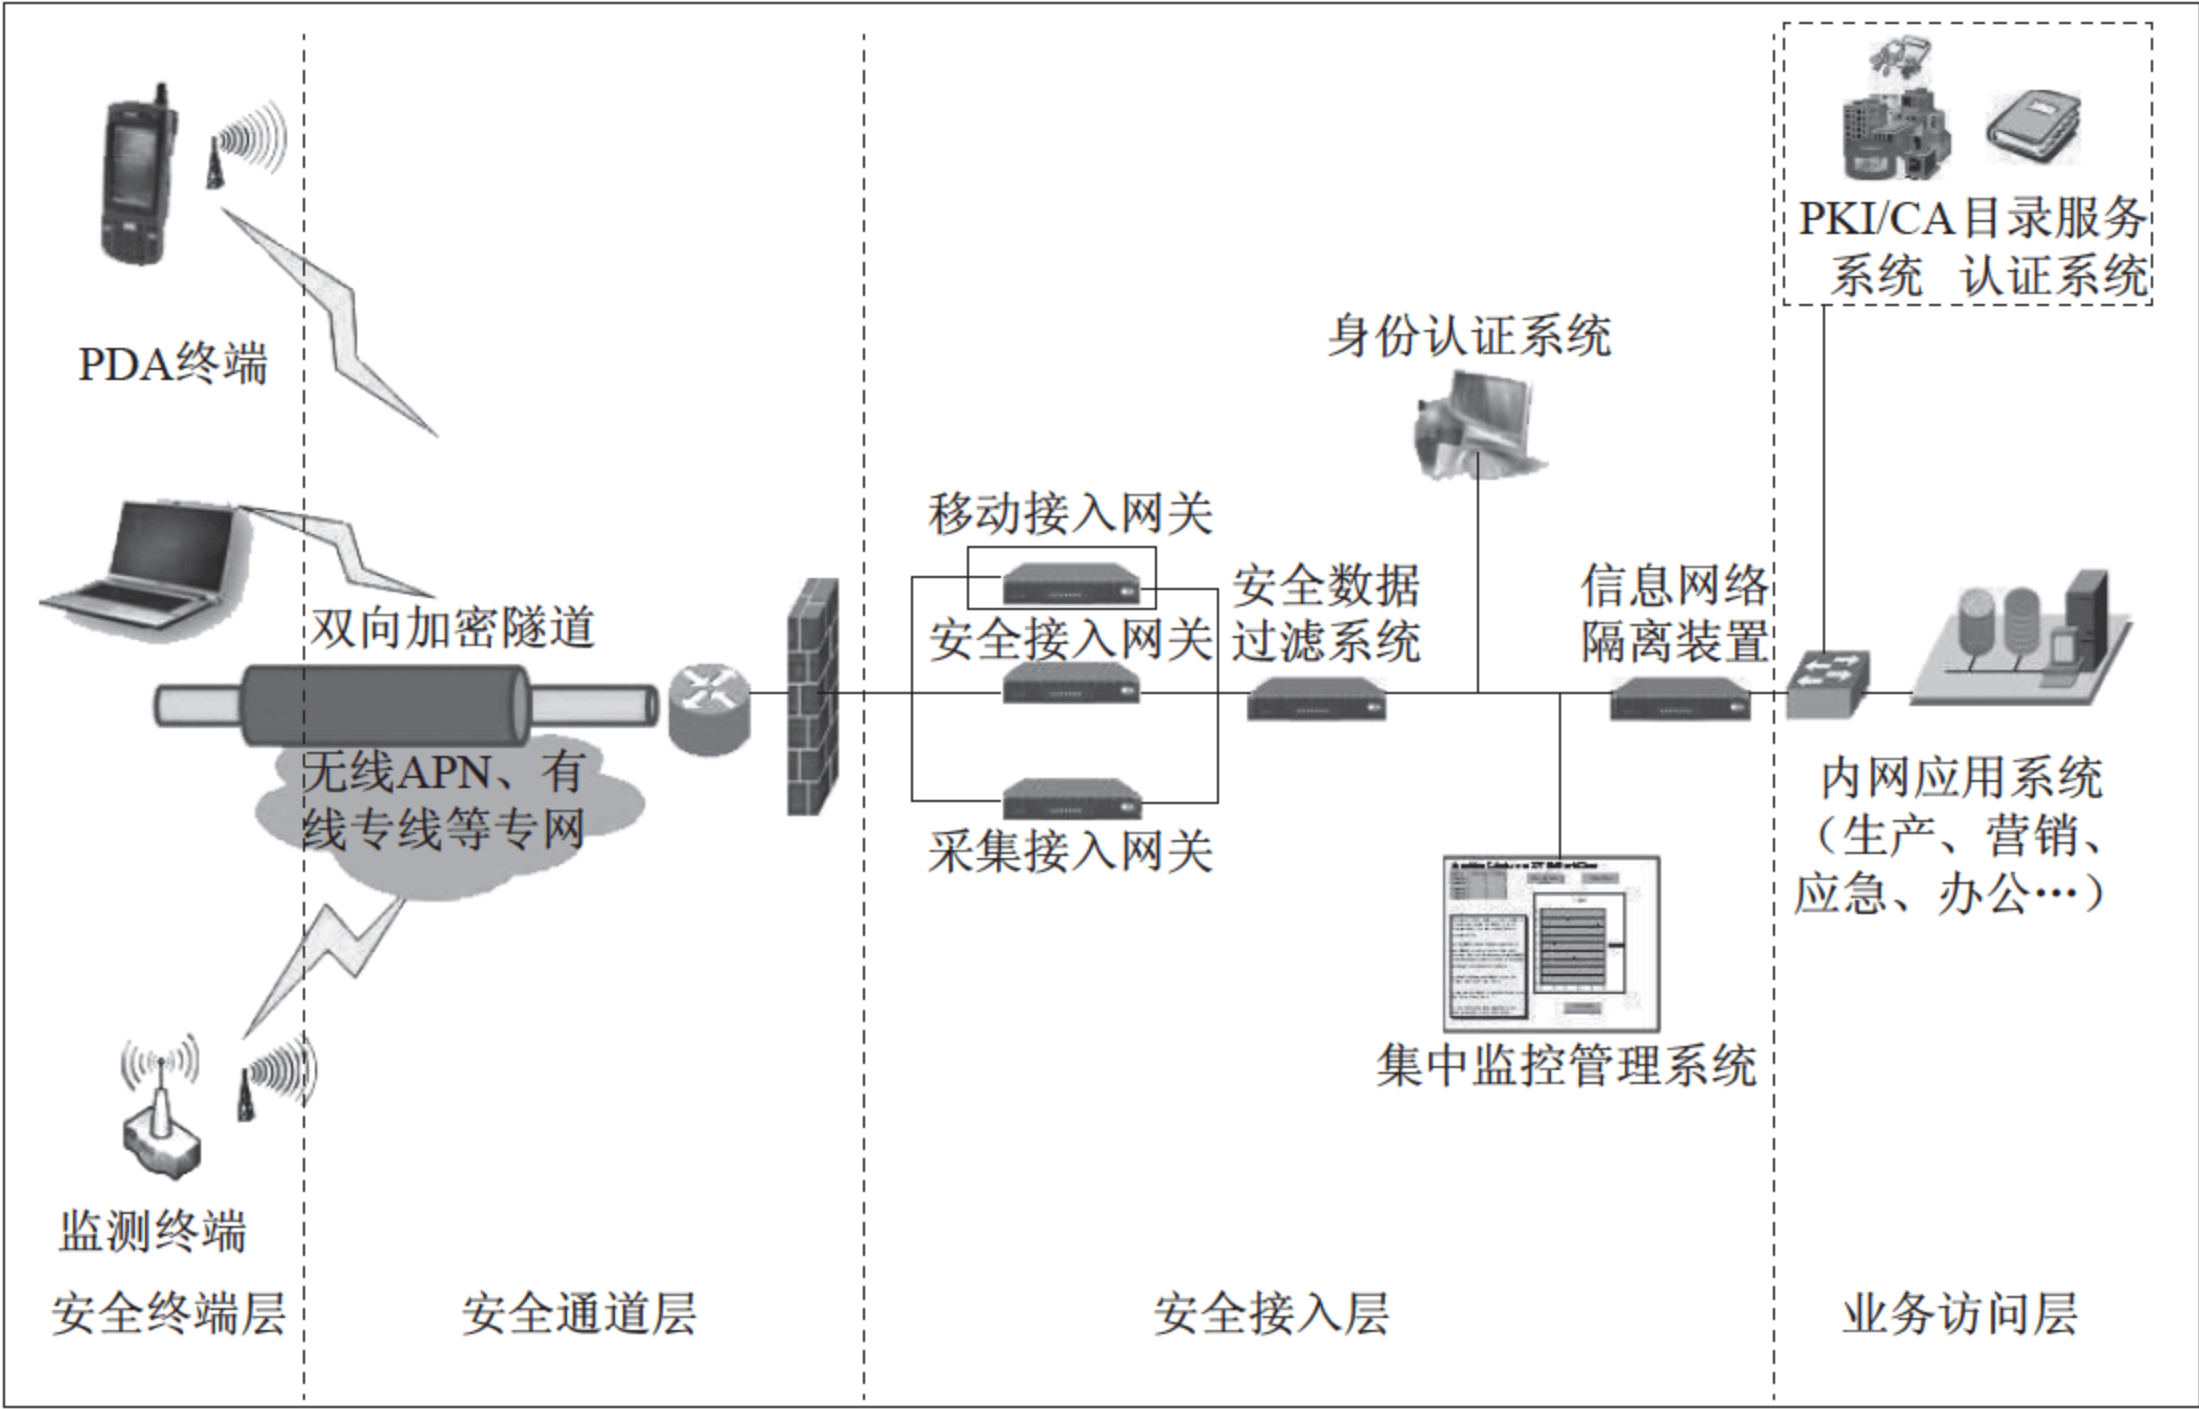 PKI/CA 目录服务
系统 认证系统
身份认证系统
PDA终端
移动接入网关
安全数据
过滤系统
信息网络
隔离装置
双向加密隧道
安全接入网关
无线APN、有
线专线等专网
采集接入网关
内网应用系统
（生产、营销、
应急、办公…）
集中监控管理系统
监测终端
安全终端层
安全通道层
安全接入层
业务访问层